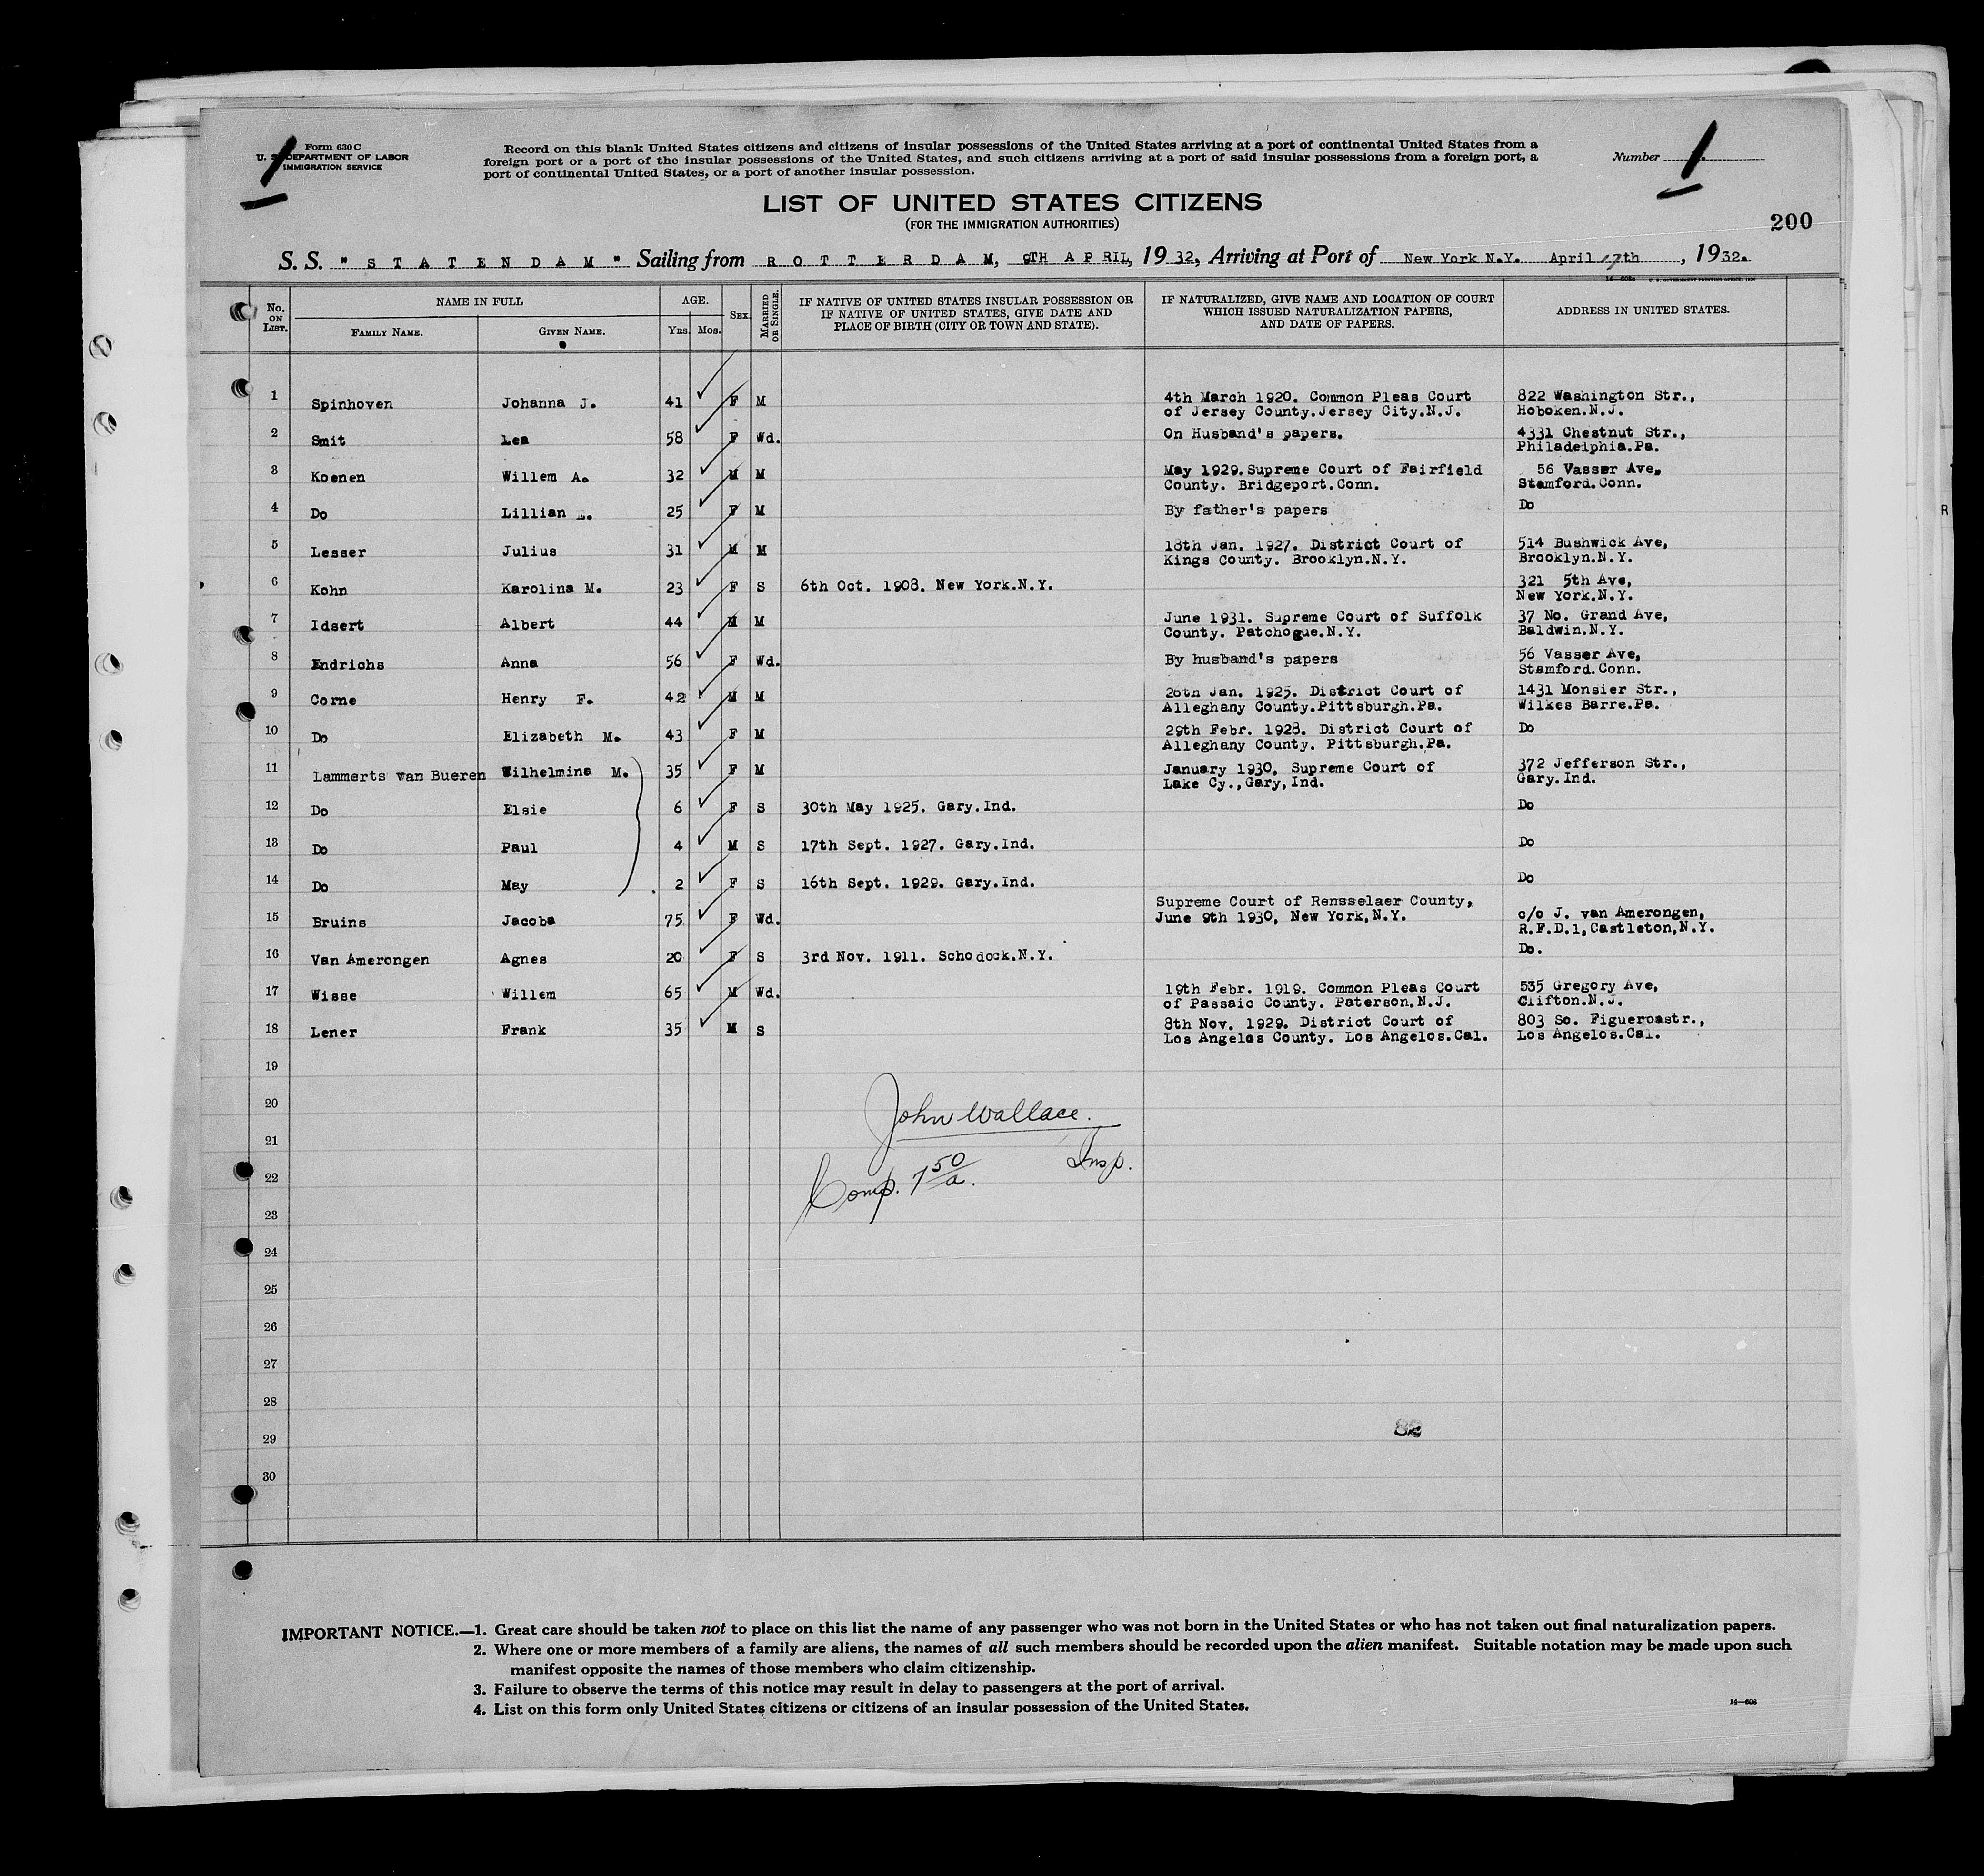 Form 630 C
U. S. DEPARTMENT OF LABOR
IMMIGRATION SERVICE
Record on this blank United States citizens and citizens of insular possessions of the United States arriving at a port of continental United States from a
foreign port or a port of the insular possessions of the United States, and such citizens arriving at a port of said insular possessions from a foreign port, a
port of continental United States, or a port of another insular possession.
Number 1
1
LIST OF UNITED STATES CITIZENS
(FOR THE IMMIGRATION AUTHORITIES)
200
S. S. "STATENDAM" Sailing from ROTTERDAM, 9TH APRIL, 1932, Arriving at Port of New York N.Y. April 17th, 1932.
No. ON LIST.
NAME IN FULL
FAMILY NAME.
GIVEN NAME.
AGE.
Yrs. Mos.
SEX.
MARRIED OR SINGLE.
IF NATIVE OF UNITED STATES INSULAR POSSESSION OR
IF NATIVE OF UNITED STATES, GIVE DATE AND
PLACE OF BIRTH (CITY OR TOWN AND STATE).
IF NATURALIZED, GIVE NAME AND LOCATION OF COURT
WHICH ISSUED NATURALIZATION PAPERS,
AND DATE OF PAPERS.
ADDRESS IN UNITED STATES.
1 Spinhoven Johanna J. 41 F M 4th March 1920. Common Pleas Court 822 Washington Str.,
of Jersey County.Jersey City.N.J. Hoboken.N.J.
2 Smit Lea 58 F Wd. On Husband's papers. 4331 Chestnut Str.,
Philadelphia.Pa.
3 Koenen Willem A. 32 M M May 1929.Supreme Court of Fairfield 56 Vasser Ave,
County. Bridgeport.Conn. Stamford.Conn.
4 Do Lillian 25 F M By father's papers Do
5 Lesser Julius 31 M M 18th Jan. 1927. District Court of 514 Bushwick Ave,
Kings County. Brooklyn.N.Y. Brooklyn.N.Y.
6 Kohn Karolina M. 23 F S 6th Oct. 1908. New York.N.Y. 321 5th Ave,
New York.N.Y.
7 Idsert Albert 44 M M June 1931. Supreme Court of Suffolk 37 No. Grand Ave,
County. Patchogue.N.Y. Baldwin.N.Y.
8 Endrichs Anna 56 F Wd. By husband's papers 56 Vasser Ave,
Stamford.Conn.
9 Corne Henry F. 42 M M Jan. 1925. District Court of 1431 Monsier Str.,
Alleghany County.Pittsburgh.Pa. Wilkes Barre.Pa.
10 Do Elizabeth M. 43 F M 29th Febr. 1928. District Court of Do
Alleghany County. Pittsburgh.Pa.
11 Lammerts van Bueren Wilhelmina M. 35 F M January 1930, Supreme Court of 372 Jefferson Str.,
Lake Cy.,Gary,Ind. Gary.Ind.
12 Do Elsie 6 F S 30th May 1925. Gary.Ind. Do
13 Do Paul 4 M S 17th Sept. 1927. Gary.Ind. Do
14 Do May 2 F S 16th Sept. 1929. Gary.Ind. Do
Supreme Court of Rensselaer County,
15 Bruins Jacoba 75 F Wd. June 9th 1930, New York,N.Y. c/o J. van Amerongen,
R.F.D.1,Castleton,N.Y.
16 Van Amerongen Agnes 20 F S 3rd Nov. 1911. Schodock.N.Y. Do.
17 Wisse Willem 65 M Wd. 19th Febr. 1919. Common Pleas Court 535 Gregory Ave,
of Passaic County. Paterson.N.J. Clifton.N.J.
18 Lener Frank 35 M S 8th Nov. 1929. District Court of 803 So. Figueroastr.,
Los Angelos County. Los Angelos.Cal. Los Angelos.Cal.
19
20
John Wallace.
21
Insp.
22
Comp. 1 50/a.
23
24
25
26
27
28
29
82
30
IMPORTANT NOTICE.—1. Great care should be taken not to place on this list the name of any passenger who was not born in the United States or who has not taken out final naturalization papers.
2. Where one or more members of a family are aliens, the names of all such members should be recorded upon the alien manifest. Suitable notation may be made upon such
manifest opposite the names of those members who claim citizenship.
3. Failure to observe the terms of this notice may result in delay to passengers at the port of arrival.
4. List on this form only United States citizens or citizens of an insular possession of the United States.
14—608